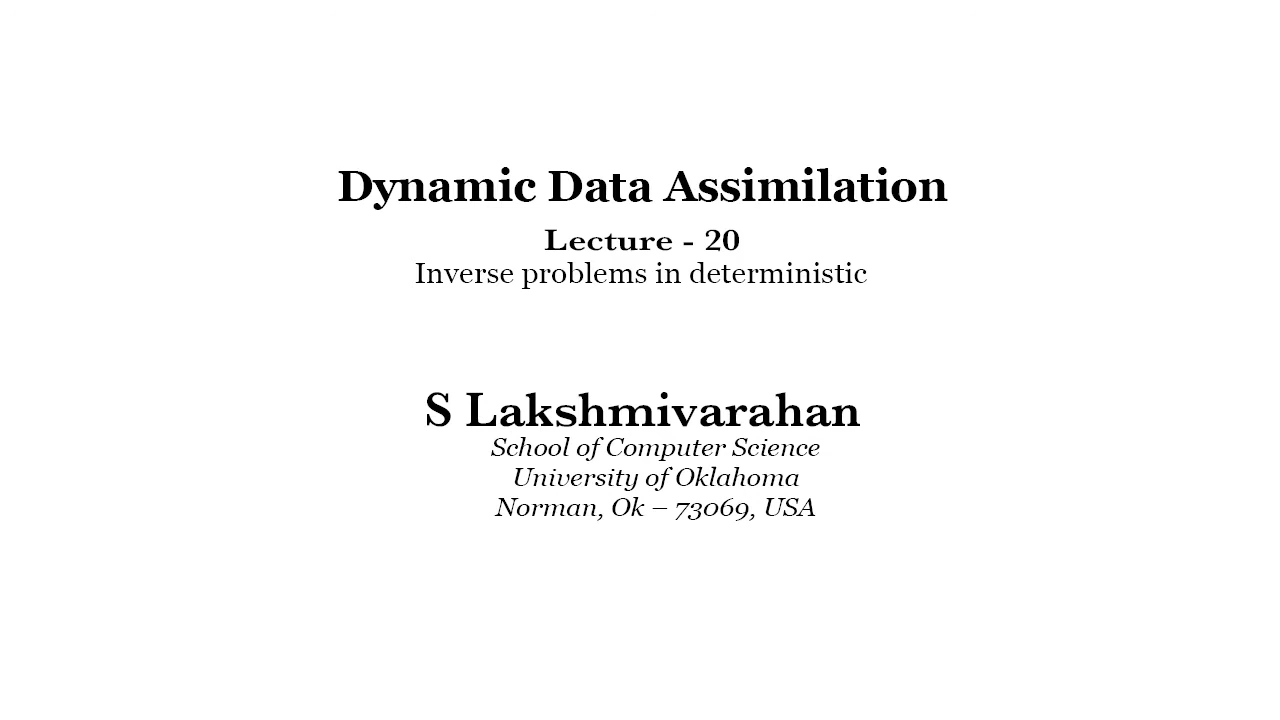 Dynamic Data Assimilation
Lecture - 20
Inverse problems in deterministic
S Lakshmivarahan
School of Computer Science
University of Oklahoma
Norman, Ok – 73069, USA